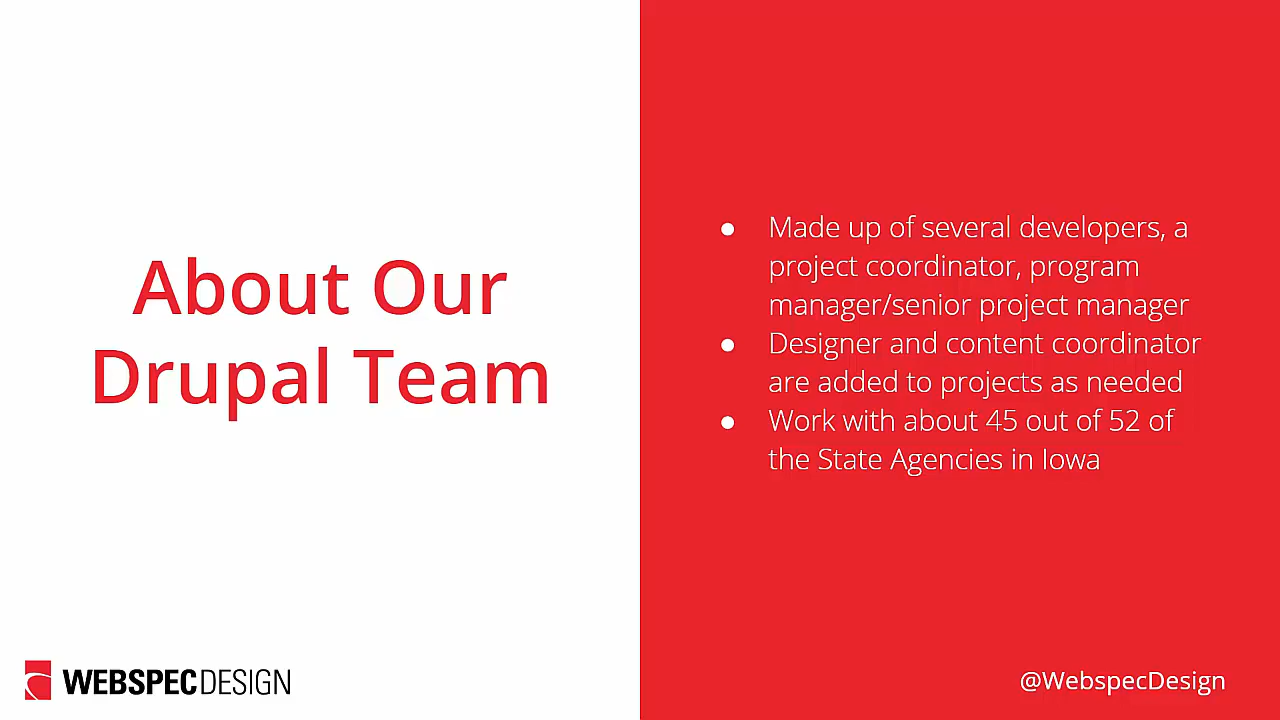 About Our
Drupal Team
● Made up of several developers, a
project coordinator, program
manager/senior project manager
● Designer and content coordinator
are added to projects as needed
● Work with about 45 out of 52 of
the State Agencies in Iowa
WEBSPECDESIGN
@WebspecDesign